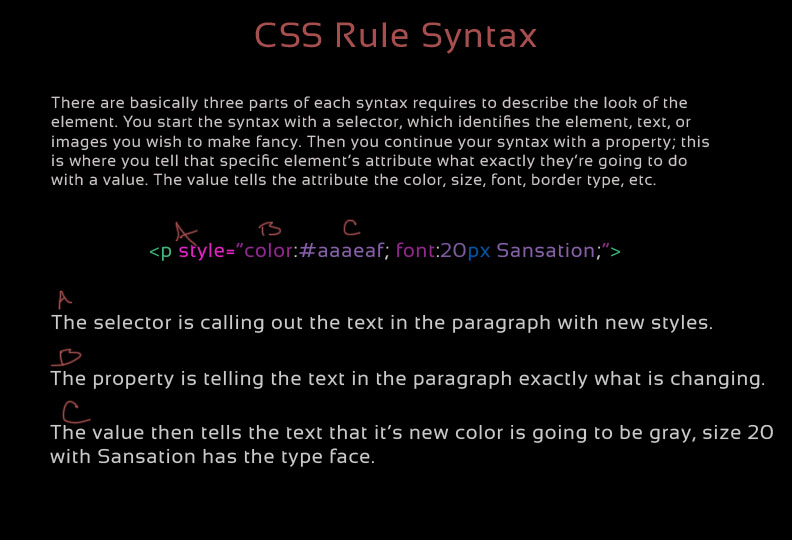 CSS Rule Syntax
There are basically three parts of each syntax requires to describe the look of the
element. You start the syntax with a selector, which identifies the element, text, or
images you wish to make fancy. Then you continue your syntax with a property; this
is where you tell that specific element's attribute what exactly they're going to do
with a value. The value tells the attribute the color, size, font, border type, etc.
A B C
<p style="color:#aaaeaf; font:20px Sansation;">
A
The selector is calling out the text in the paragraph with new styles.
B
The property is telling the text in the paragraph exactly what is changing.
C
The value then tells the text that it's new color is going to be gray, size 20
with Sansation has the type face.